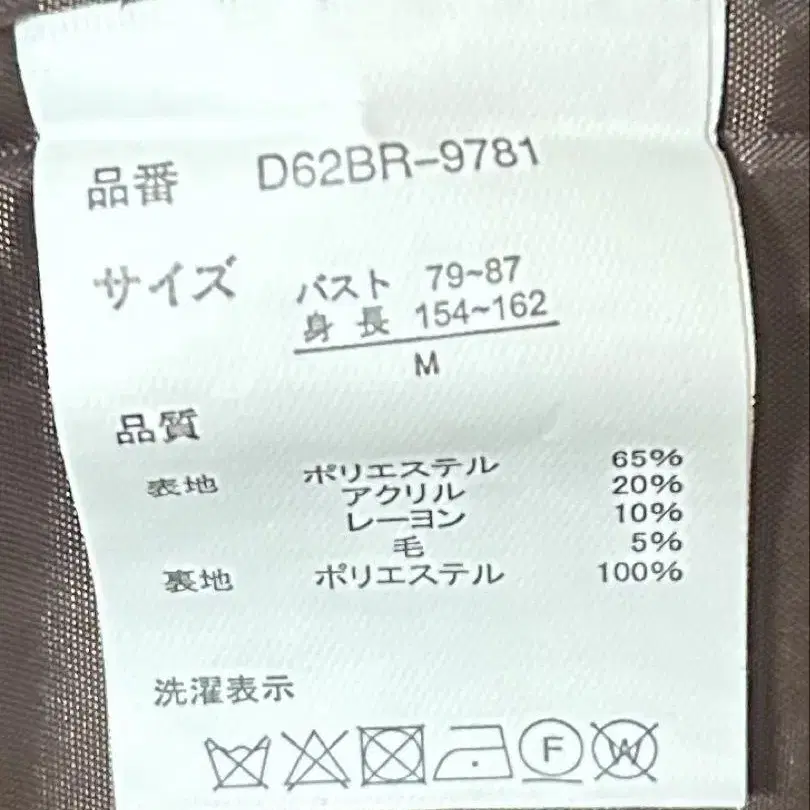 品番 D62BR-9781
サイズ バスト 79~87
身長 154~162
M
品質
表地 ポリエステル 65%
アクリル 20%
レーヨン 10%
毛 5%
裏地 ポリエステル 100%
洗濯表示
F W